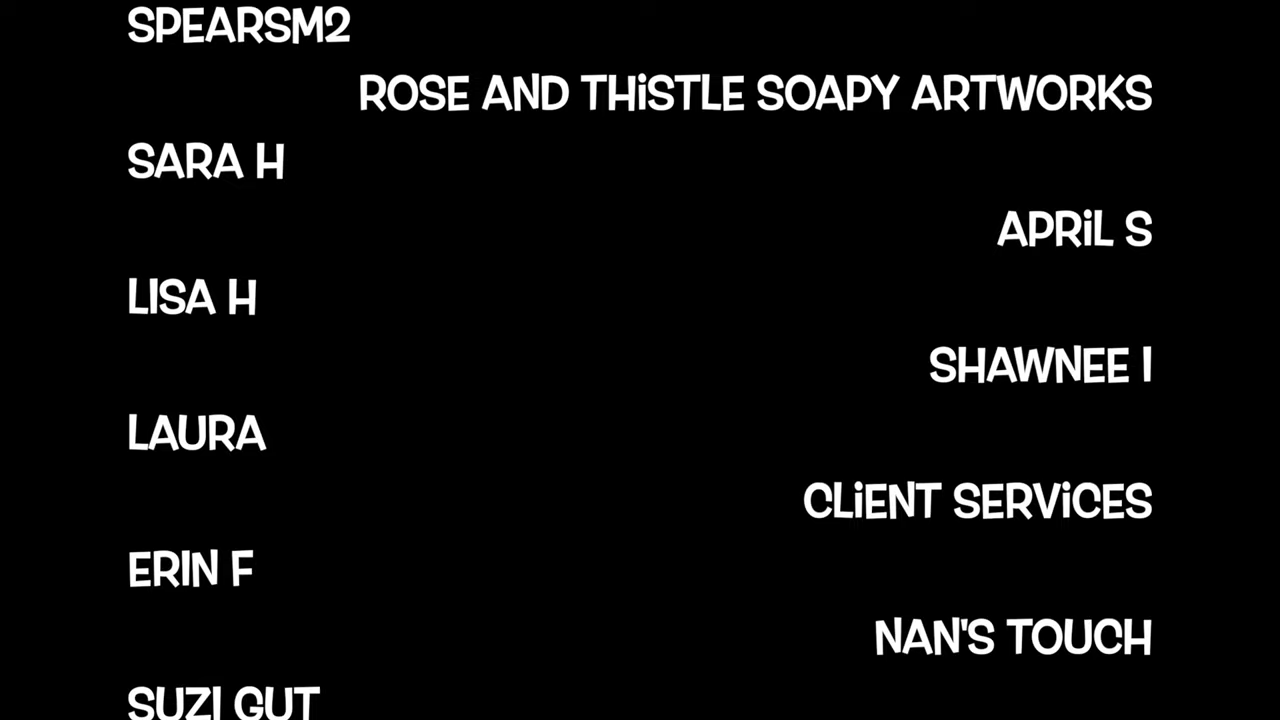 SPEARSM2
ROSE AND THiSTLE SOAPY ARTWORKS
SARA H
APRiL S
LISA H
SHAWNEE I
LAURA
CLiENT SERViCES
ERIN F
NAN'S TOUCH
SUZI GUT